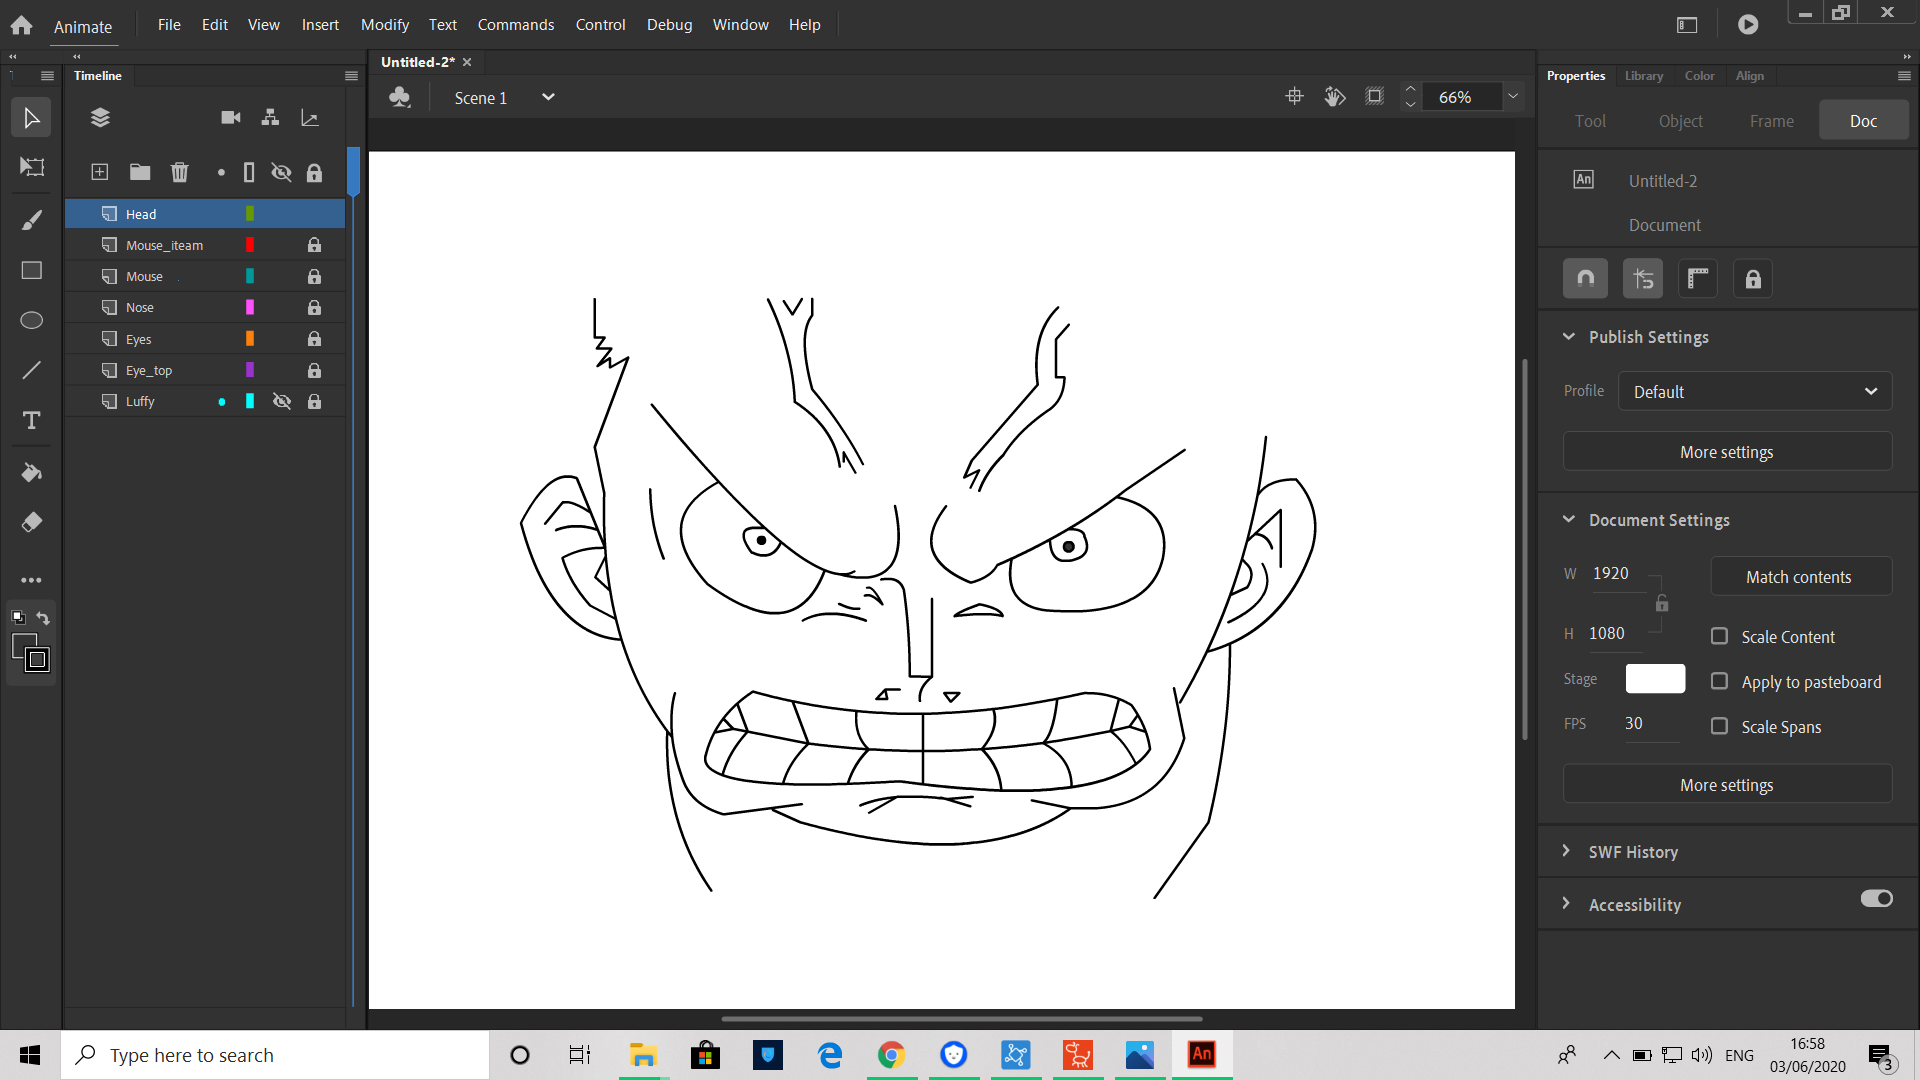 Animate
File
Edit
View
Insert
Modify
Text
Commands
Control
Debug
Window
Help
Timeline
Untitled-2*
Scene 1
66%
Head
Mouse_iteam
Mouse
Nose
Eyes
Eye_top
Luffy
T
Properties
Library
Color
Align
Tool
Object
Frame
Doc
An
Untitled-2
Document
Publish Settings
Profile
Default
More settings
Document Settings
W 1920
Match contents
H 1080
Scale Content
Stage
Apply to pasteboard
FPS 30
Scale Spans
More settings
SWF History
Accessibility
Type here to search
An
ENG
16:58
03/06/2020
3